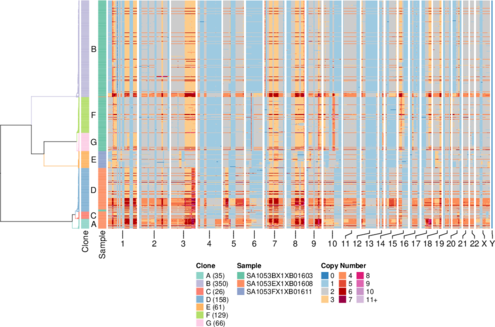 B
F
G
E
D
C
A
Clone
Sample
1 2 3 4 5 6 7 8 9 10 11 12 13 14 15 16 17 18 19 20 21 22 X Y
Clone
A (35)
B (350)
C (26)
D (158)
E (61)
F (129)
G (66)
Sample
SA1053BX1XB01603
SA1053EX1XB01608
SA1053FX1XB01611
Copy Number
0 4 8
1 5 9
2 6 10
3 7 11+